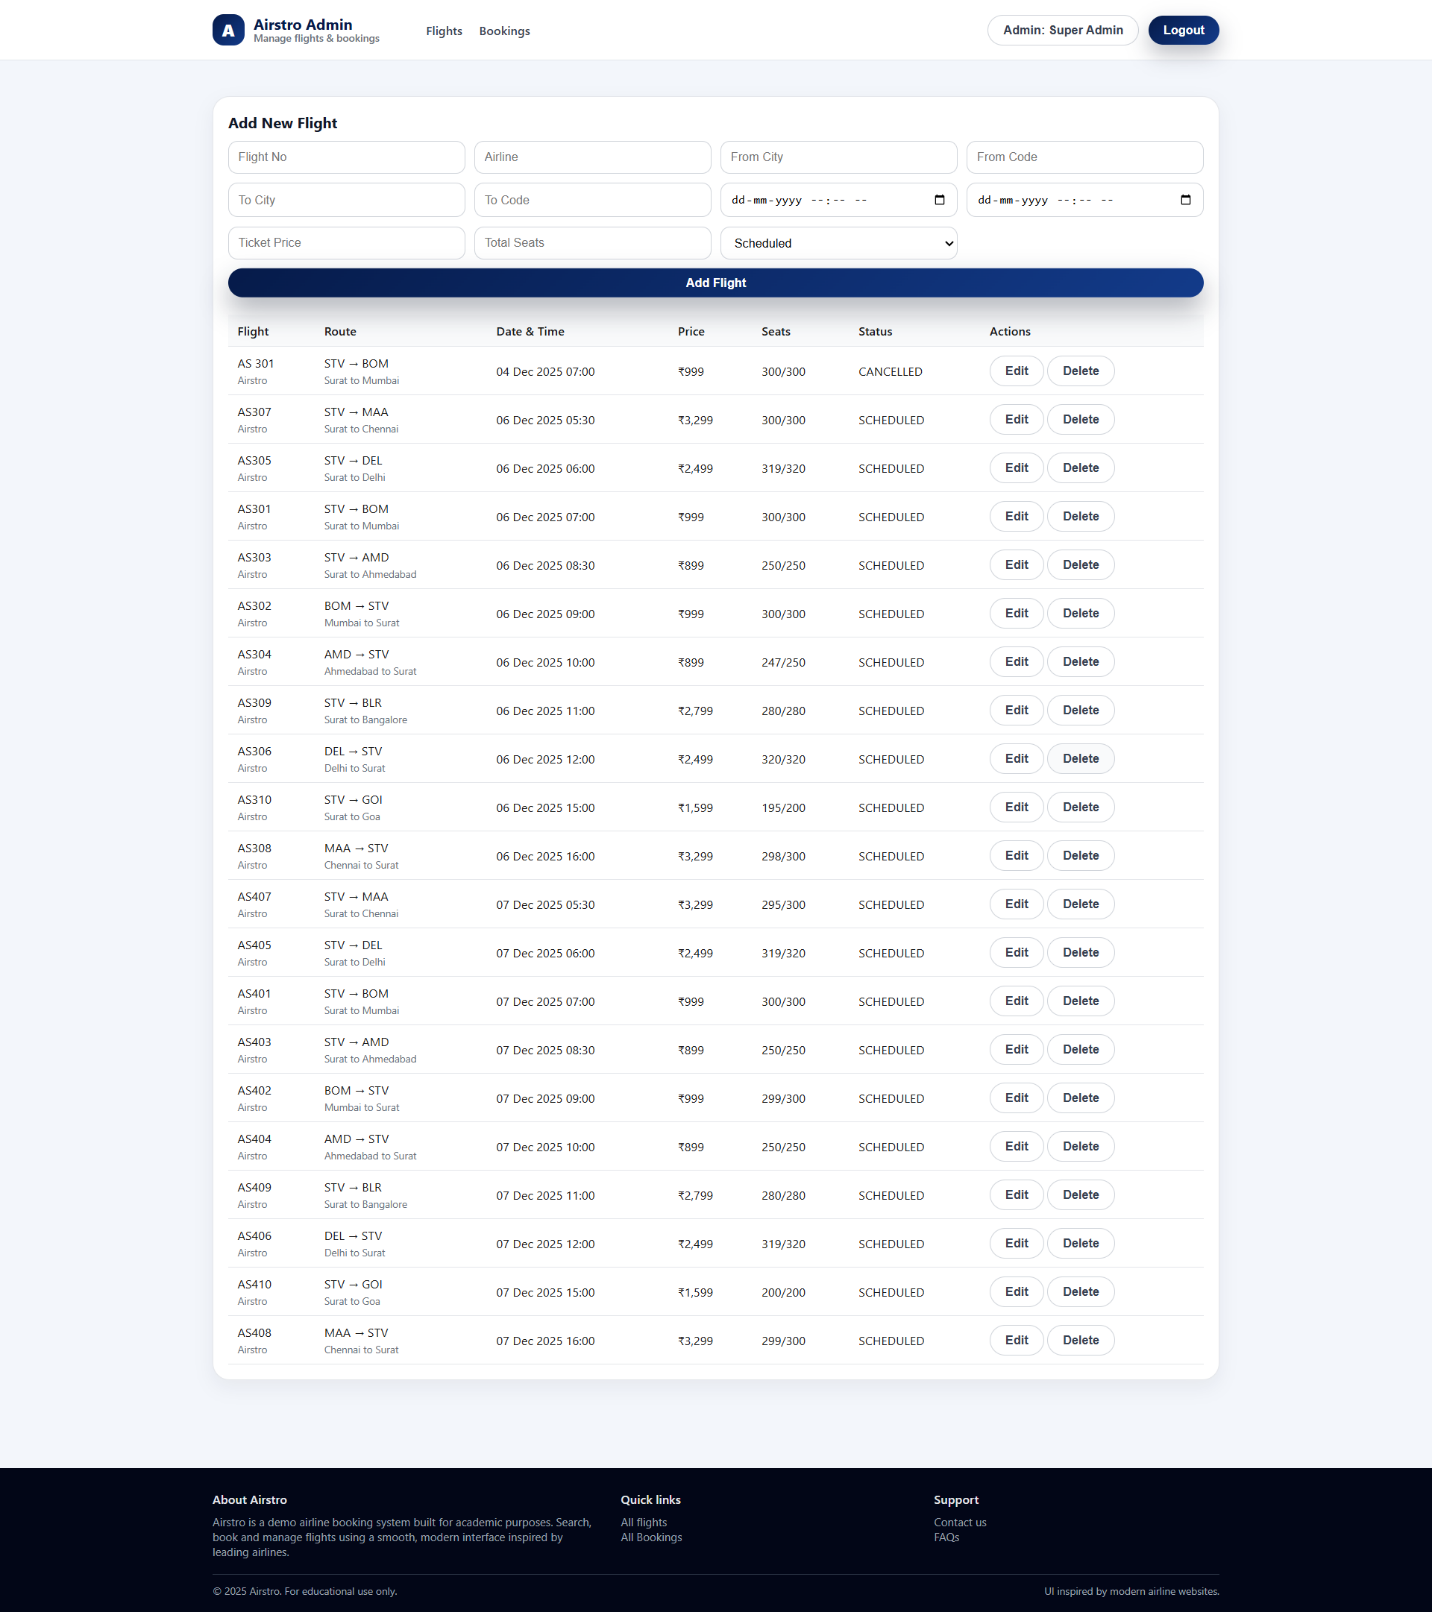 A
Airstro Admin
Manage flights & bookings
Flights
Bookings
Admin: Super Admin
Logout
Add New Flight
Flight No
Airline
From City
From Code
To City
To Code
dd-mm-yyyy --:-- --
dd-mm-yyyy --:-- --
Ticket Price
Total Seats
Scheduled
Add Flight
Flight Route Date & Time Price Seats Status Actions
AS 301 STV → BOM 04 Dec 2025 07:00 ₹999 300/300 CANCELLED Edit Delete
Airstro Surat to Mumbai
AS307 STV → MAA 06 Dec 2025 05:30 ₹3,299 300/300 SCHEDULED Edit Delete
Airstro Surat to Chennai
AS305 STV → DEL 06 Dec 2025 06:00 ₹2,499 319/320 SCHEDULED Edit Delete
Airstro Surat to Delhi
AS301 STV → BOM 06 Dec 2025 07:00 ₹999 300/300 SCHEDULED Edit Delete
Airstro Surat to Mumbai
AS303 STV → AMD 06 Dec 2025 08:30 ₹899 250/250 SCHEDULED Edit Delete
Airstro Surat to Ahmedabad
AS302 BOM → STV 06 Dec 2025 09:00 ₹999 300/300 SCHEDULED Edit Delete
Airstro Mumbai to Surat
AS304 AMD → STV 06 Dec 2025 10:00 ₹899 247/250 SCHEDULED Edit Delete
Airstro Ahmedabad to Surat
AS309 STV → BLR 06 Dec 2025 11:00 ₹2,799 280/280 SCHEDULED Edit Delete
Airstro Surat to Bangalore
AS306 DEL → STV 06 Dec 2025 12:00 ₹2,499 320/320 SCHEDULED Edit Delete
Airstro Delhi to Surat
AS310 STV → GOI 06 Dec 2025 15:00 ₹1,599 195/200 SCHEDULED Edit Delete
Airstro Surat to Goa
AS308 MAA → STV 06 Dec 2025 16:00 ₹3,299 298/300 SCHEDULED Edit Delete
Airstro Chennai to Surat
AS407 STV → MAA 07 Dec 2025 05:30 ₹3,299 295/300 SCHEDULED Edit Delete
Airstro Surat to Chennai
AS405 STV → DEL 07 Dec 2025 06:00 ₹2,499 319/320 SCHEDULED Edit Delete
Airstro Surat to Delhi
AS401 STV → BOM 07 Dec 2025 07:00 ₹999 300/300 SCHEDULED Edit Delete
Airstro Surat to Mumbai
AS403 STV → AMD 07 Dec 2025 08:30 ₹899 250/250 SCHEDULED Edit Delete
Airstro Surat to Ahmedabad
AS402 BOM → STV 07 Dec 2025 09:00 ₹999 299/300 SCHEDULED Edit Delete
Airstro Mumbai to Surat
AS404 AMD → STV 07 Dec 2025 10:00 ₹899 250/250 SCHEDULED Edit Delete
Airstro Ahmedabad to Surat
AS409 STV → BLR 07 Dec 2025 11:00 ₹2,799 280/280 SCHEDULED Edit Delete
Airstro Surat to Bangalore
AS406 DEL → STV 07 Dec 2025 12:00 ₹2,499 319/320 SCHEDULED Edit Delete
Airstro Delhi to Surat
AS410 STV → GOI 07 Dec 2025 15:00 ₹1,599 200/200 SCHEDULED Edit Delete
Airstro Surat to Goa
AS408 MAA → STV 07 Dec 2025 16:00 ₹3,299 299/300 SCHEDULED Edit Delete
Airstro Chennai to Surat
About Airstro
Airstro is a demo airline booking system built for academic purposes. Search,
book and manage flights using a smooth, modern interface inspired by
leading airlines.
Quick links
All flights
All Bookings
Support
Contact us
FAQs
© 2025 Airstro. For educational use only.
UI inspired by modern airline websites.